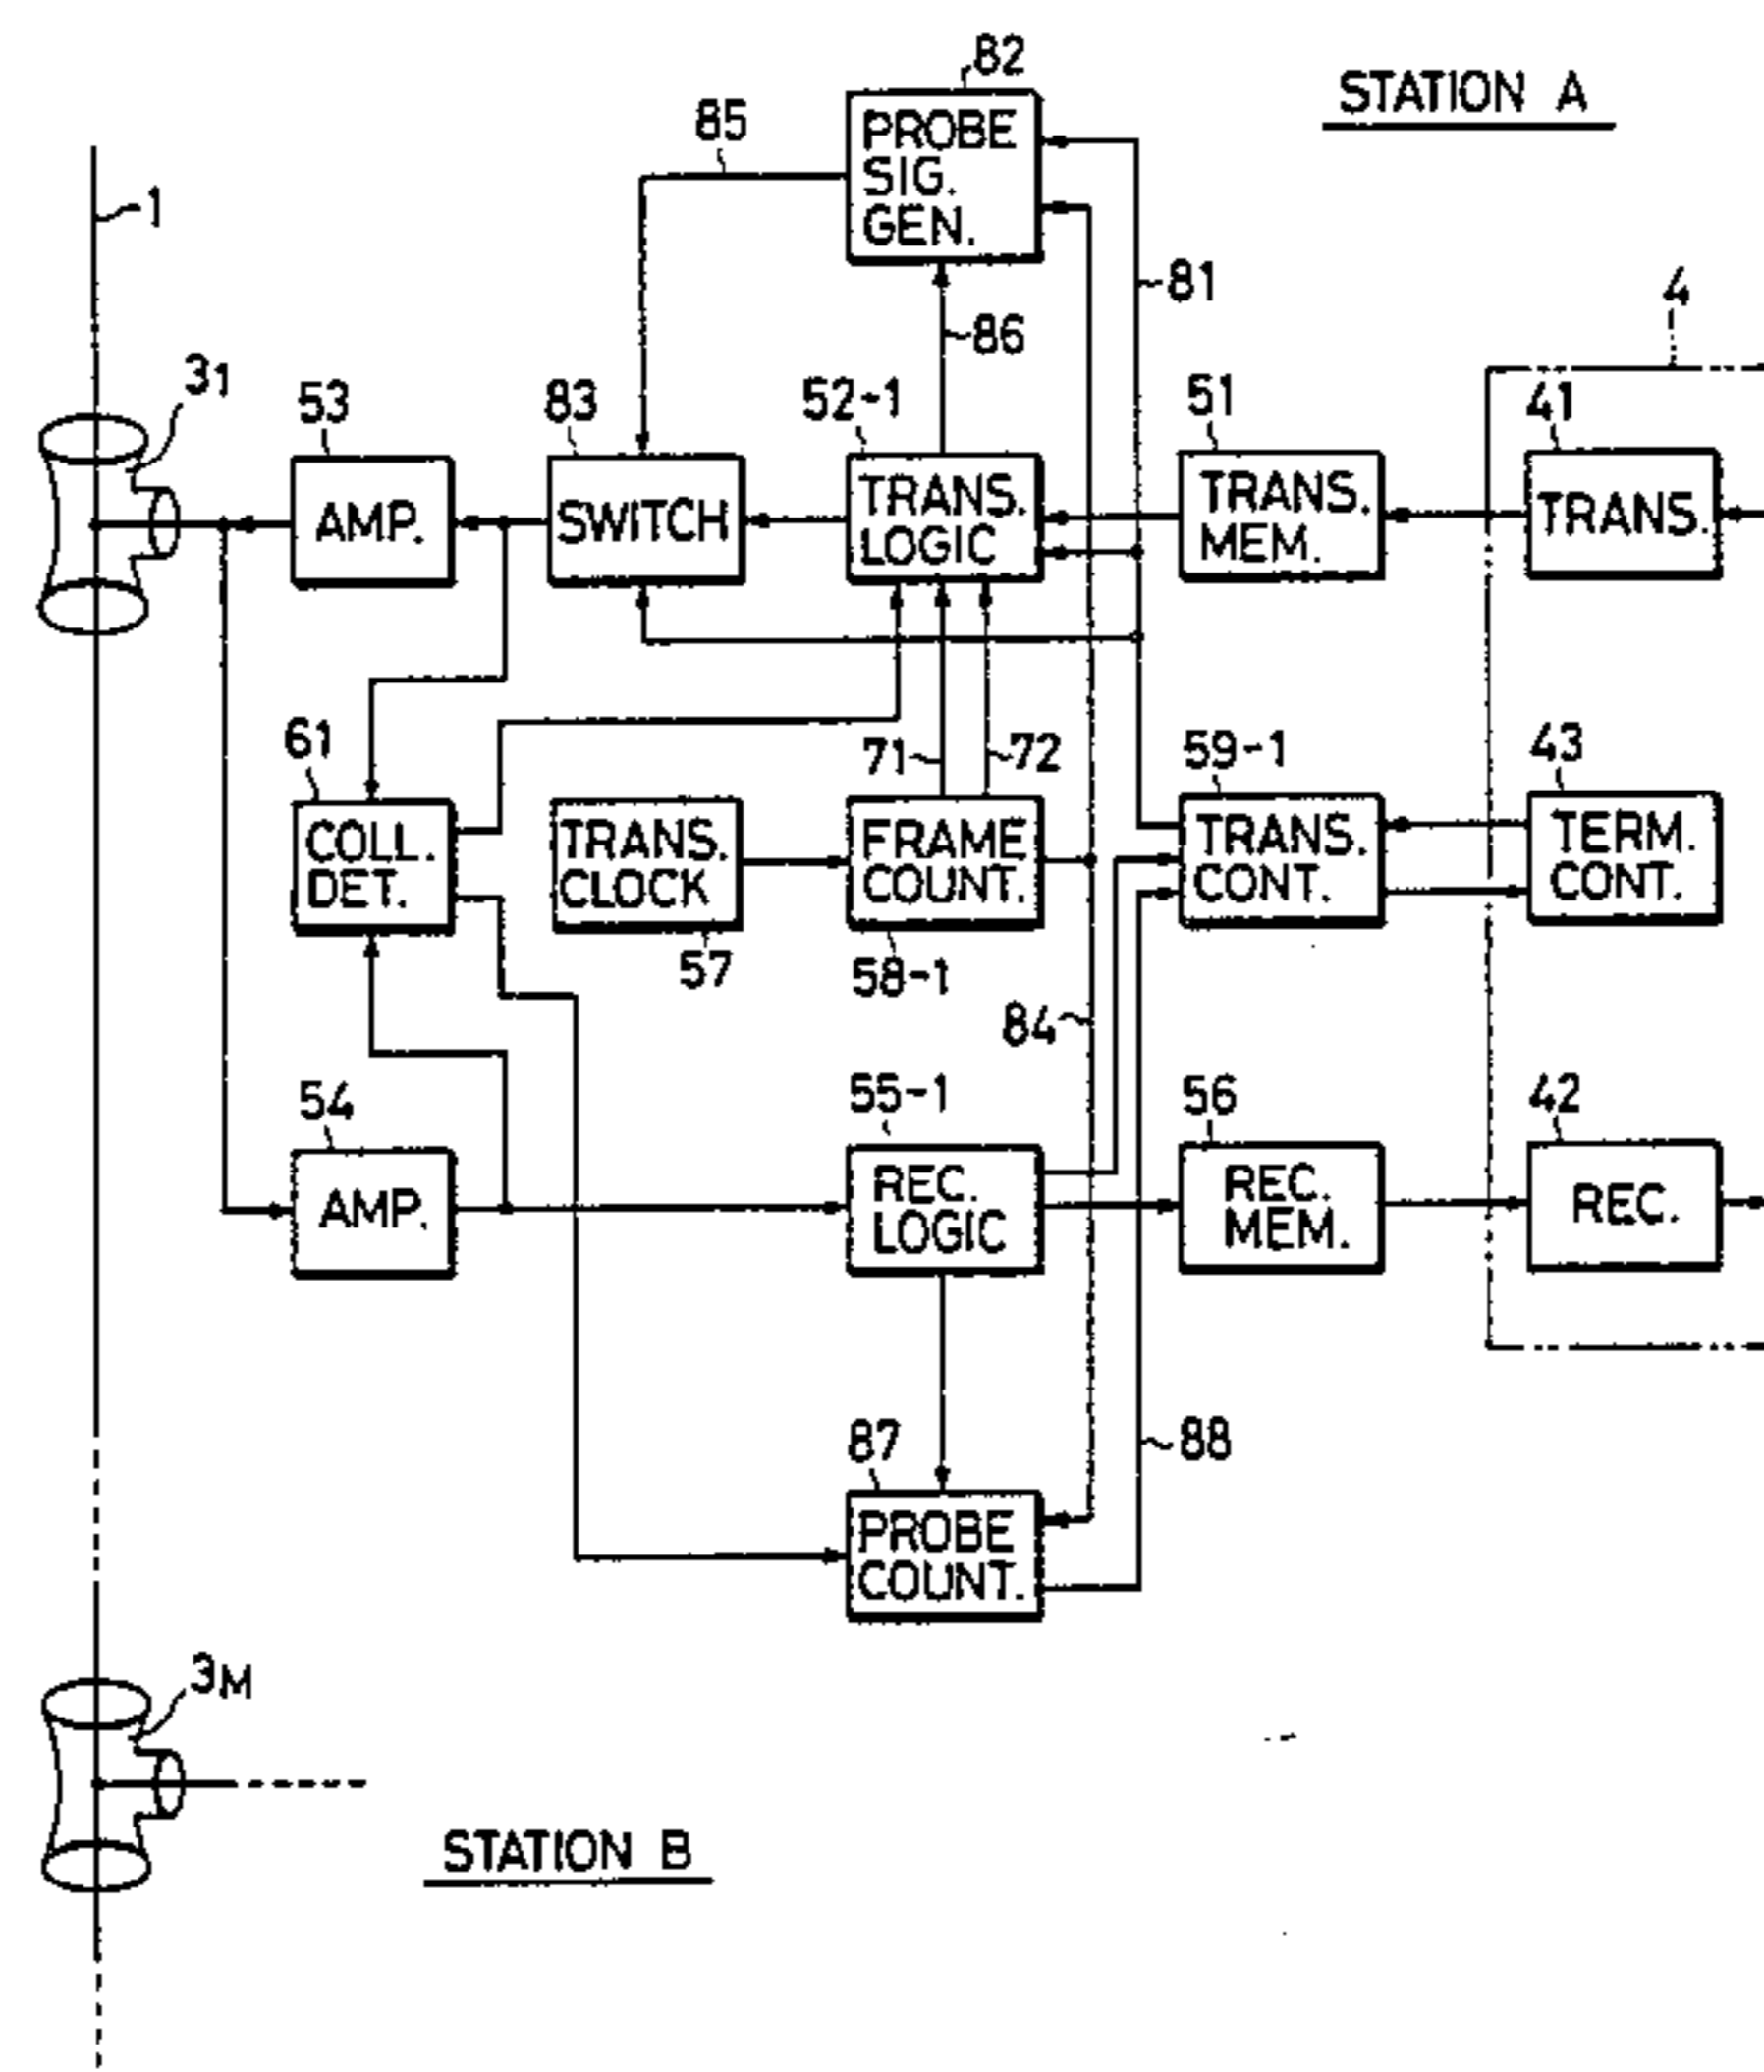 STATION A
82
PROBE
SIG.
GEN.
85
1
81
86
4
31
53
AMP.
83
SWITCH
52-1
TRANS.
LOGIC
51
TRANS.
MEM.
41
TRANS.
61
COLL.
DET.
TRANS.
CLOCK
57
71
72
FRAME
COUNT.
58-1
59-1
TRANS.
CONT.
43
TERM.
CONT.
84
54
AMP.
55-1
REC.
LOGIC
56
REC.
MEM.
42
REC.
87
PROBE
COUNT.
88
3M
STATION B